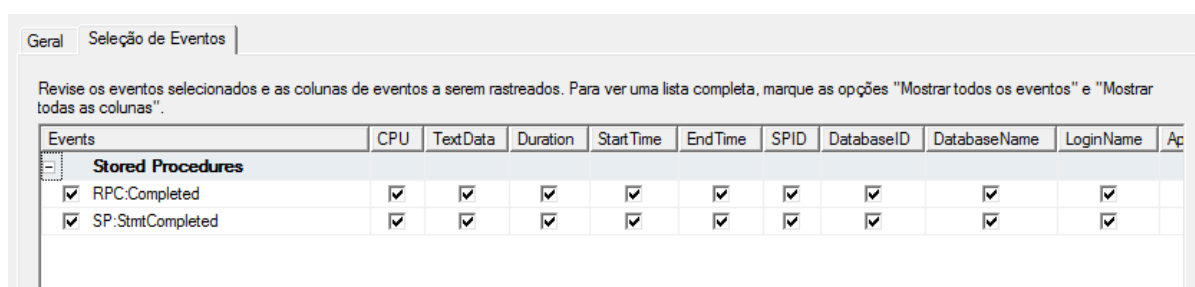 Geral Seleção de Eventos
Revise os eventos selecionados e as colunas de eventos a serem rastreados. Para ver uma lista completa, marque as opções "Mostrar todos os eventos" e "Mostrar
todas as colunas".
Events CPU TextData Duration StartTime EndTime SPID DatabaseID DatabaseName LoginName Ap
Stored Procedures
RPC:Completed
SP:StmtCompleted